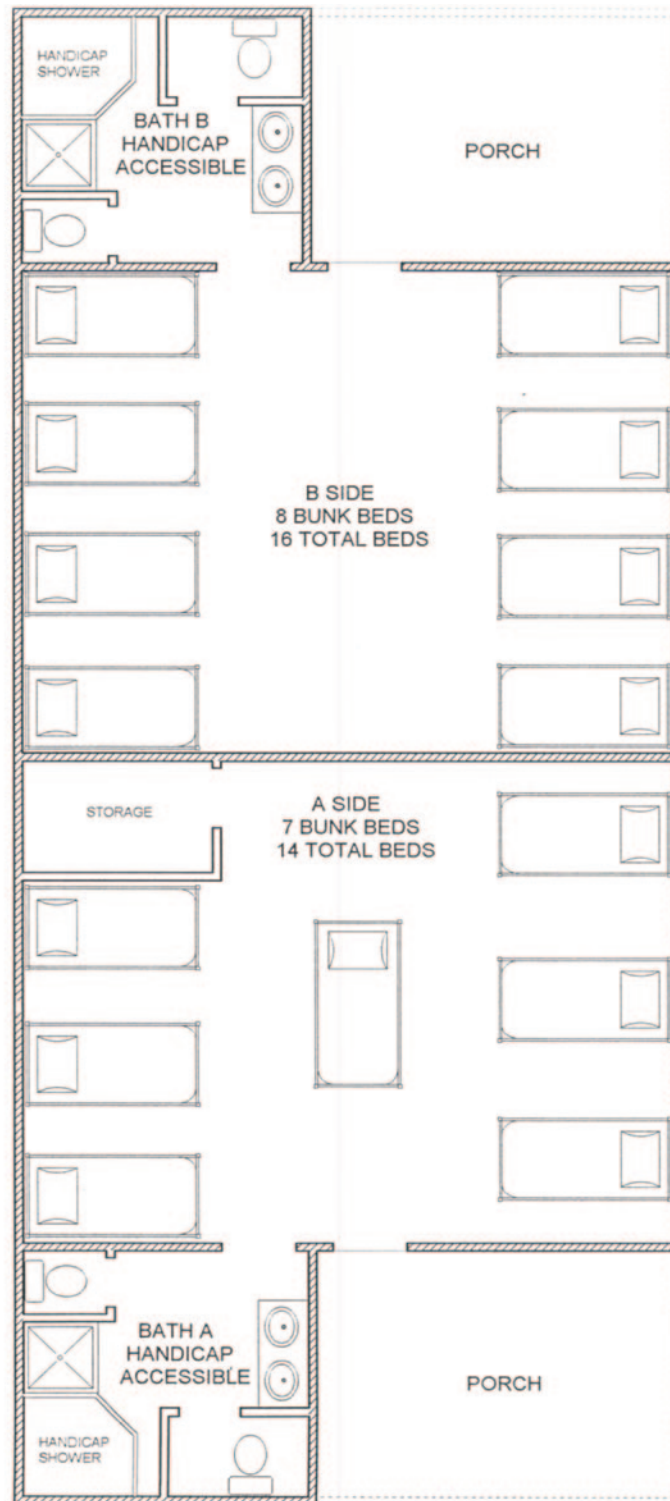 HANDICAP
SHOWER
BATH B
HANDICAP
ACCESSIBLE
PORCH
B SIDE
8 BUNK BEDS
16 TOTAL BEDS
STORAGE
A SIDE
7 BUNK BEDS
14 TOTAL BEDS
BATH A
HANDICAP
ACCESSIBLE
PORCH
HANDICAP
SHOWER